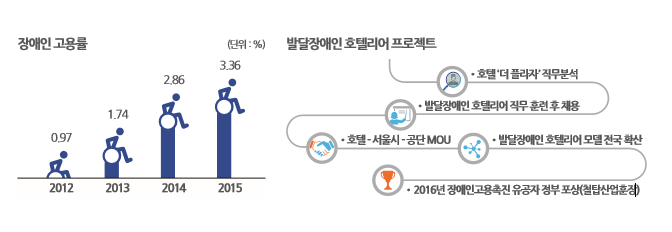 장애인 고용률
(단위 : %)
0.97
1.74
2.86
3.36
2012
2013
2014
2015
발달장애인 호텔리어 프로젝트
• 호텔 '더 플라자' 직무분석
• 발달장애인 호텔리어 직무 훈련 후 채용
• 호텔 - 서울시 - 공단 MOU
• 발달장애인 호텔리어 모델 전국 확산
• 2016년 장애인고용촉진 유공자 정부 포상(철탑산업훈장)